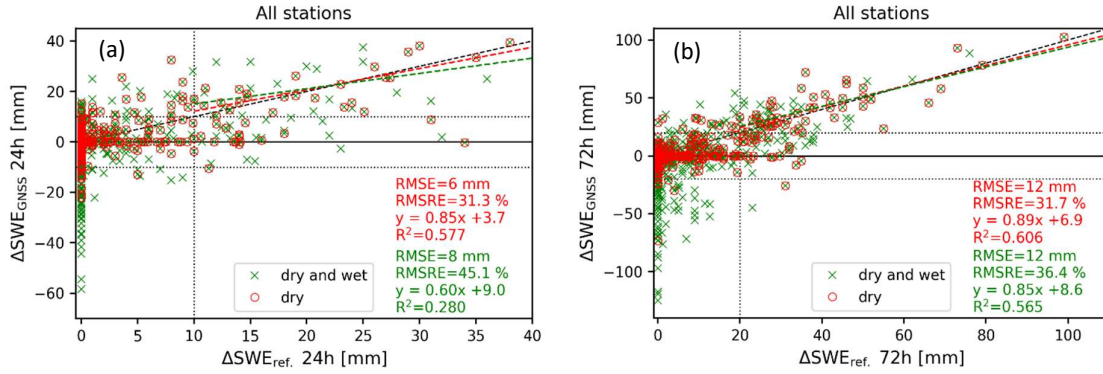 All stations
(a)
40
20
0
−20
−40
−60
ΔSWE_GNSS 24h [mm]
RMSE=6 mm
RMSRE=31.3 %
y = 0.85x +3.7
R²=0.577
RMSE=8 mm
RMSRE=45.1 %
y = 0.60x +9.0
R²=0.280
dry and wet
dry
0 5 10 15 20 25 30 35 40
ΔSWE_ref. 24h [mm]
All stations
(b)
100
50
0
−50
−100
ΔSWE_GNSS 72h [mm]
RMSE=12 mm
RMSRE=31.7 %
y = 0.89x +6.9
R²=0.606
RMSE=12 mm
RMSRE=36.4 %
y = 0.85x +8.6
R²=0.565
dry and wet
dry
0 20 40 60 80 100
ΔSWE_ref. 72h [mm]